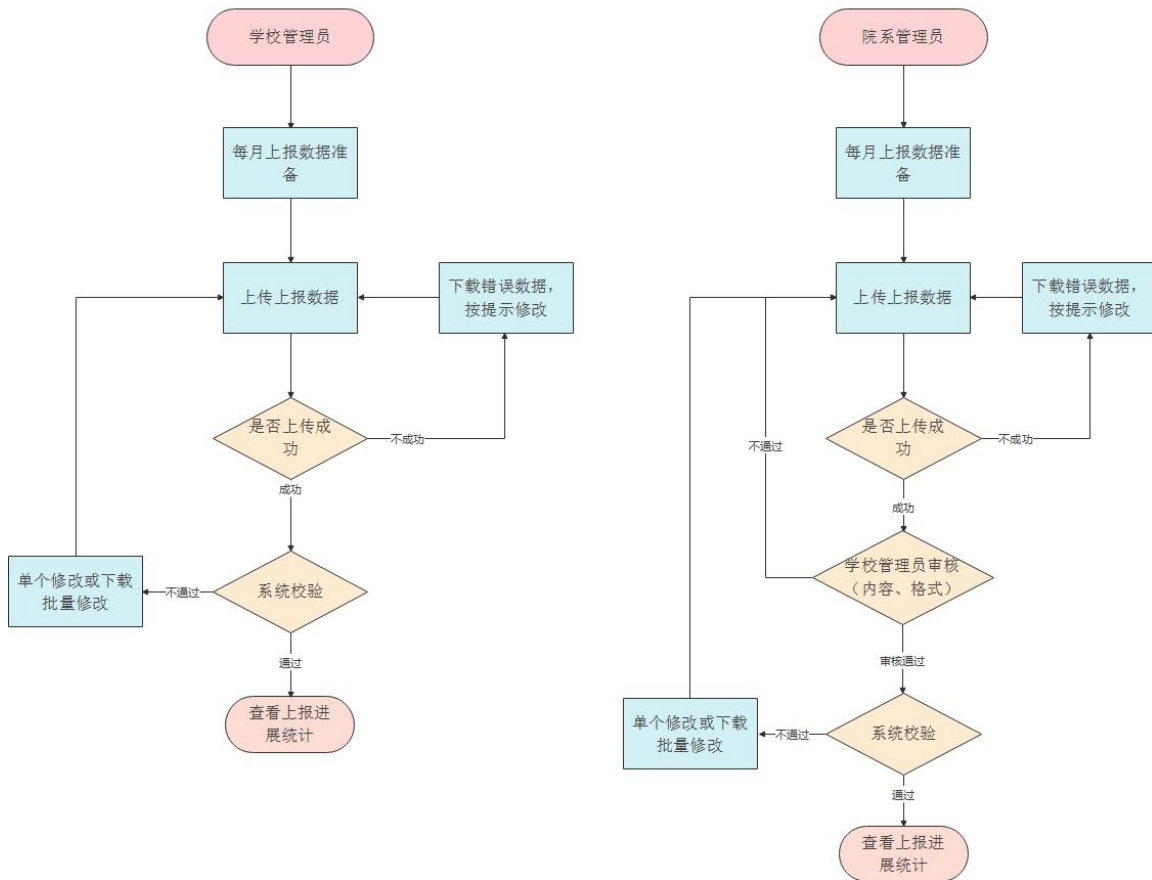 学校管理员
每月上报数据准
备
上传上报数据
下载错误数据，
按提示修改
是否上传成
功
不成功
成功
单个修改或下载
批量修改
不通过
系统校验
通过
查看上报进
展统计
院系管理员
每月上报数据准
备
上传上报数据
下载错误数据，
按提示修改
是否上传成
功
不成功
不通过
成功
学校管理员审核
（内容、格式）
审核通过
单个修改或下载
批量修改
不通过
系统校验
通过
查看上报进
展统计